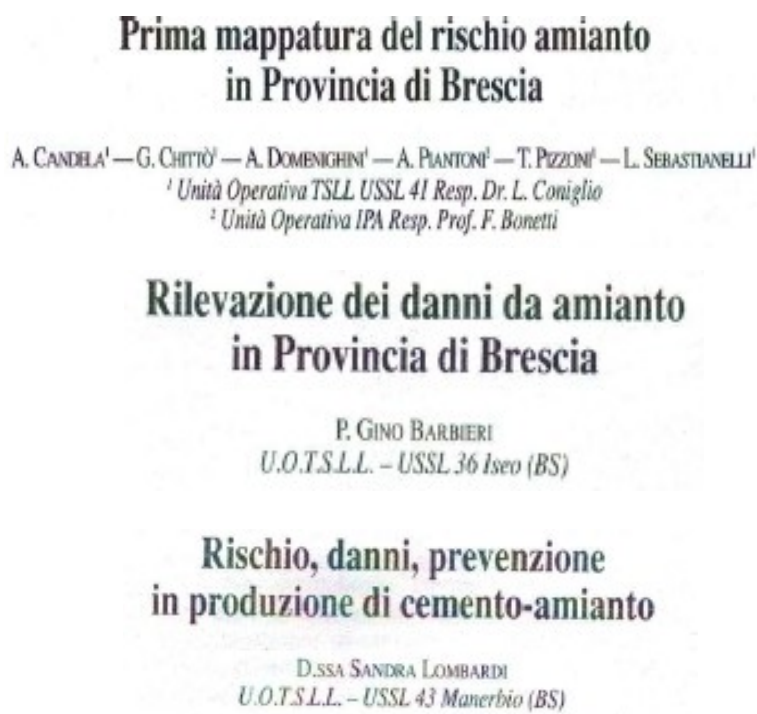 Prima mappatura del rischio amianto
in Provincia di Brescia
A. CANDELA¹ — G. CHITTÒ¹ — A. DOMENIGHINI¹ — A. PIANTONI² — T. PIZZONI¹ — L. SEBASTIANELLI¹
¹ Unità Operativa TSLL USSL 41 Resp. Dr. L. Coniglio
² Unità Operativa IPA Resp. Prof. F. Bonetti
Rilevazione dei danni da amianto
in Provincia di Brescia
P. GINO BARBIERI
U.O.T.S.L.L. – USSL 36 Iseo (BS)
Rischio, danni, prevenzione
in produzione di cemento-amianto
D.SSA SANDRA LOMBARDI
U.O.T.S.L.L. – USSL 43 Manerbio (BS)